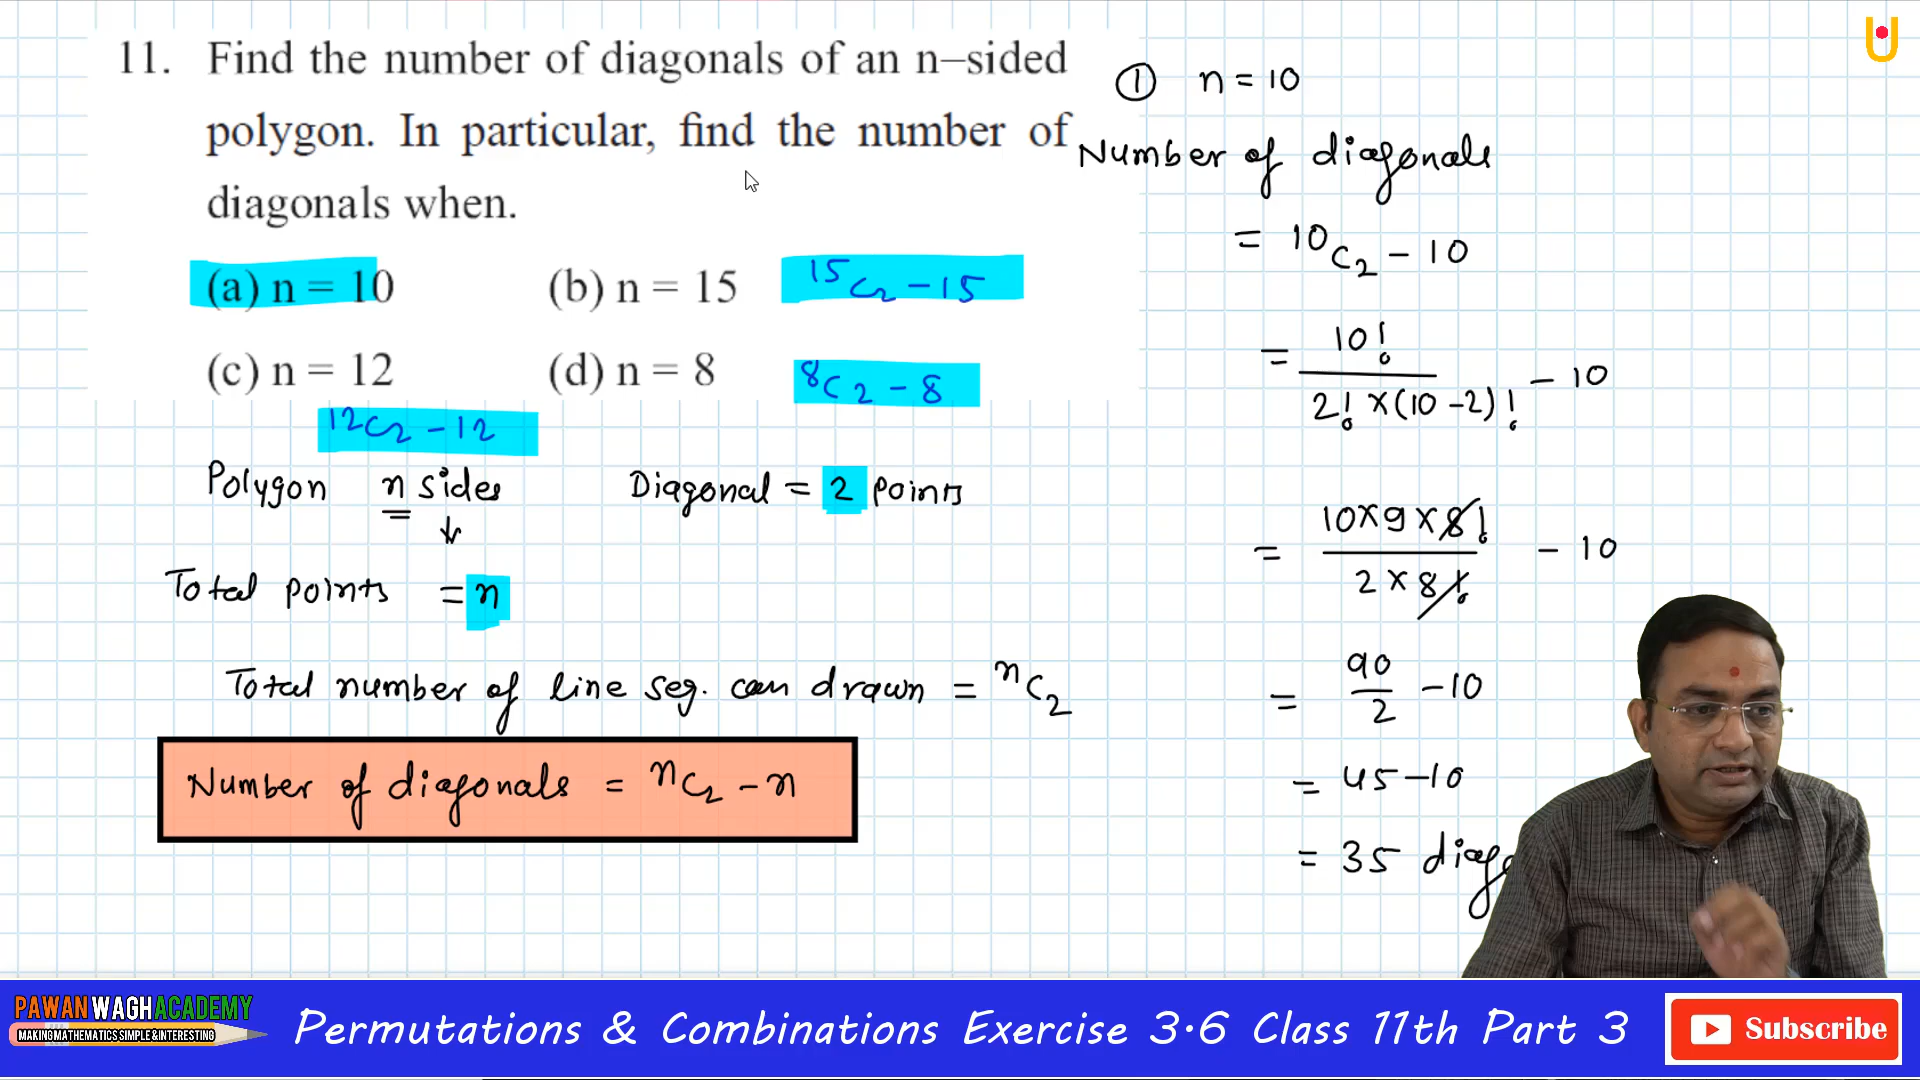 11. Find the number of diagonals of an n–sided
polygon. In particular, find the number of
diagonals when.
(a) n = 10 (b) n = 15 ¹⁵C₂ – 15
(c) n = 12 (d) n = 8 ⁸C₂ – 8
¹²C₂ – 12
Polygon n sides Diagonal = 2 points
↓
Total points = n
Total number of line seg. can drawn = ⁿC₂
Number of diagonals = ⁿC₂ – n
① n = 10
Number of diagonals
= ¹⁰C₂ – 10
= 10! / 2! × (10 – 2)! – 10
= 10 × 9 × 8! / 2 × 8! – 10
= 90 / 2 – 10
= 45 – 10
= 35
PAWAN WAGH ACADEMY
MAKING MATHEMATICS SIMPLE & INTERESTING
Permutations & Combinations Exercise 3.6 Class 11th Part 3
Subscribe